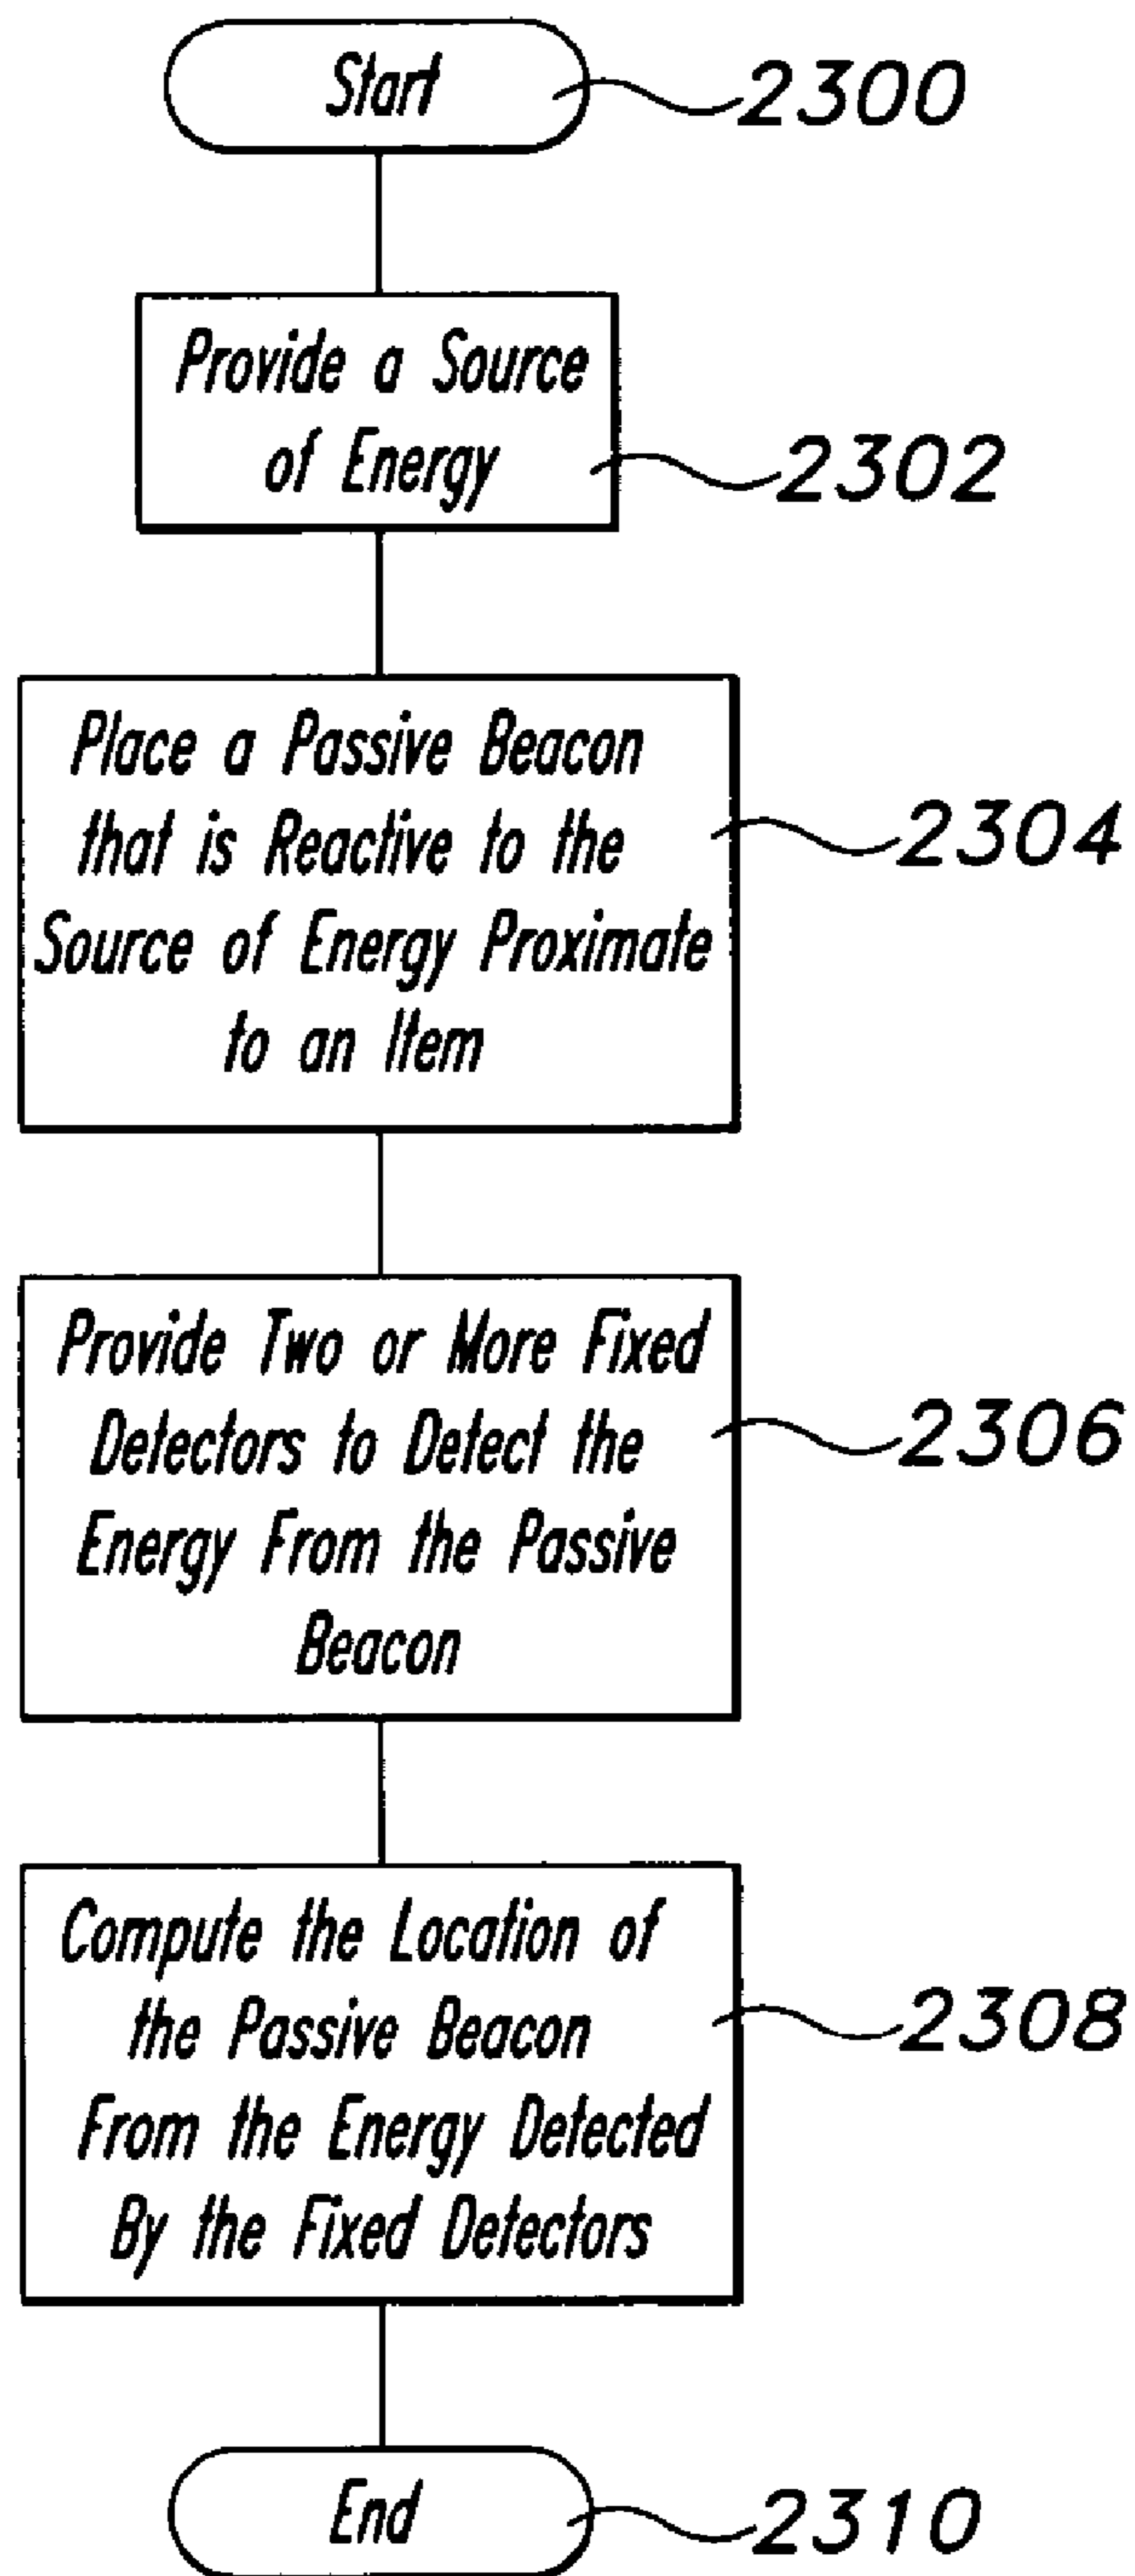 Start
2300
Provide a Source
of Energy
2302
Place a Passive Beacon
that is Reactive to the
Source of Energy Proximate
to an Item
2304
Provide Two or More Fixed
Detectors to Detect the
Energy From the Passive
Beacon
2306
Compute the Location of
the Passive Beacon
From the Energy Detected
By the Fixed Detectors
2308
End
2310